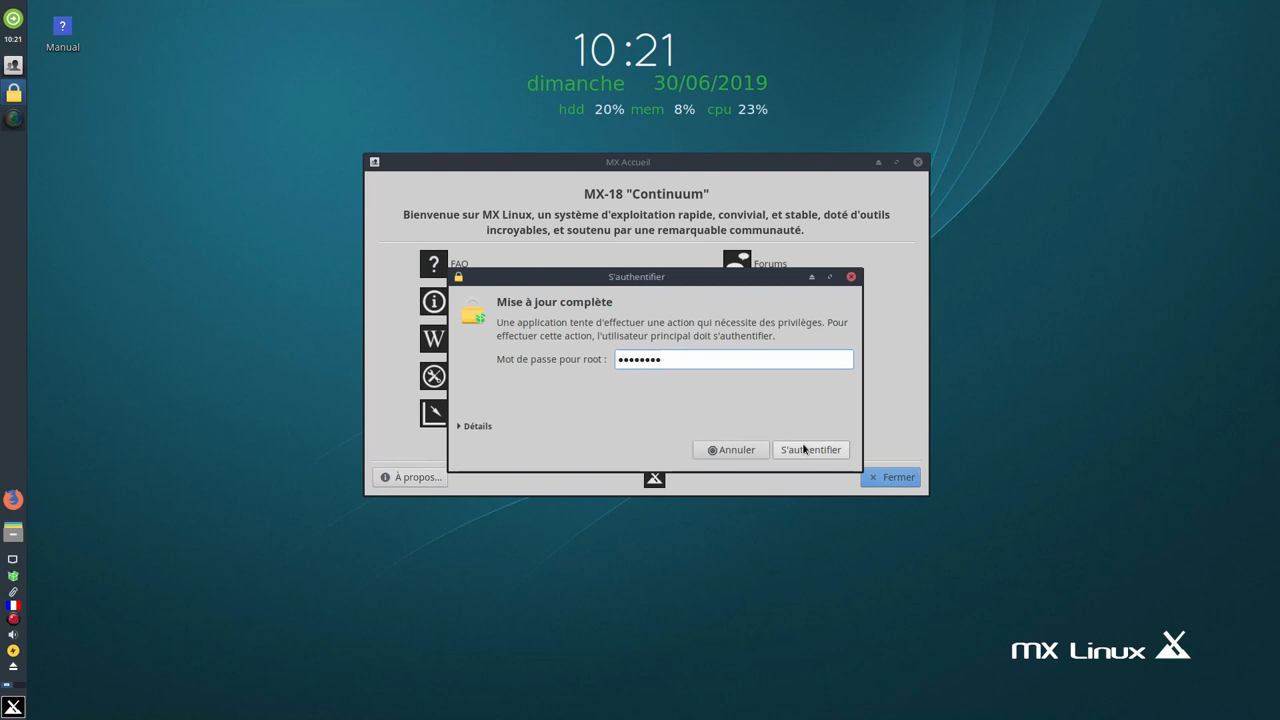 10:21
Manual
10:21
dimanche 30/06/2019
hdd 20% mem 8% cpu 23%
MX Accueil
MX-18 "Continuum"
Bienvenue sur MX Linux, un système d'exploitation rapide, convivial, et stable, doté d'outils
incroyables, et soutenu par une remarquable communauté.
FAQ
Forums
S'authentifier
Mise à jour complète
Une application tente d'effectuer une action qui nécessite des privilèges. Pour
effectuer cette action, l'utilisateur principal doit s'authentifier.
Mot de passe pour root : ••••••••
Détails
Annuler
S'authentifier
À propos...
Fermer
mx Linux